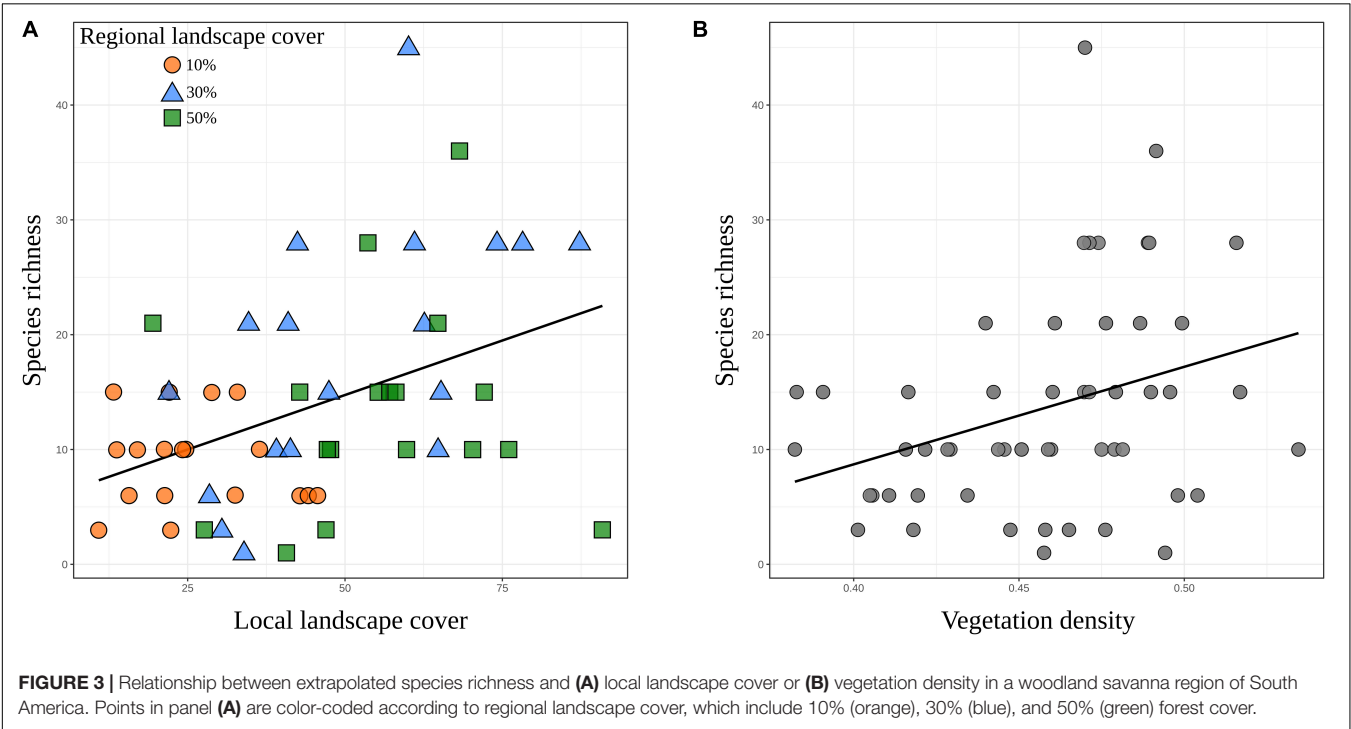 A
Regional landscape cover
10%
30%
50%
Species richness
0
10
20
30
40
25
50
75
Local landscape cover
B
Species richness
0
10
20
30
40
0.40
0.45
0.50
Vegetation density
FIGURE 3 | Relationship between extrapolated species richness and (A) local landscape cover or (B) vegetation density in a woodland savanna region of South
America. Points in panel (A) are color-coded according to regional landscape cover, which include 10% (orange), 30% (blue), and 50% (green) forest cover.